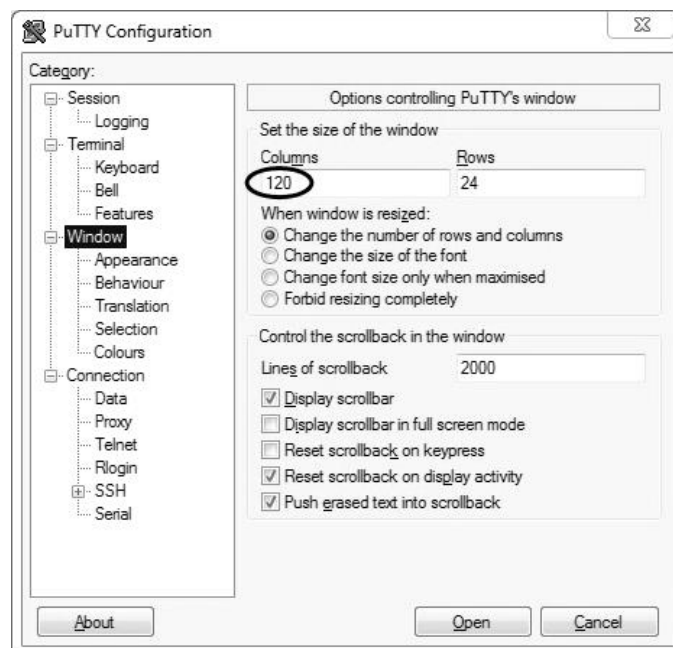 PuTTY Configuration
Category:
Session
Logging
Terminal
Keyboard
Bell
Features
Window
Appearance
Behaviour
Translation
Selection
Colours
Connection
Data
Proxy
Telnet
Rlogin
SSH
Serial
Options controlling PuTTY's window
Set the size of the window
Columns Rows
120 24
When window is resized:
Change the number of rows and columns
Change the size of the font
Change font size only when maximised
Forbid resizing completely
Control the scrollback in the window
Lines of scrollback 2000
Display scrollbar
Display scrollbar in full screen mode
Reset scrollback on keypress
Reset scrollback on display activity
Push erased text into scrollback
About Open Cancel